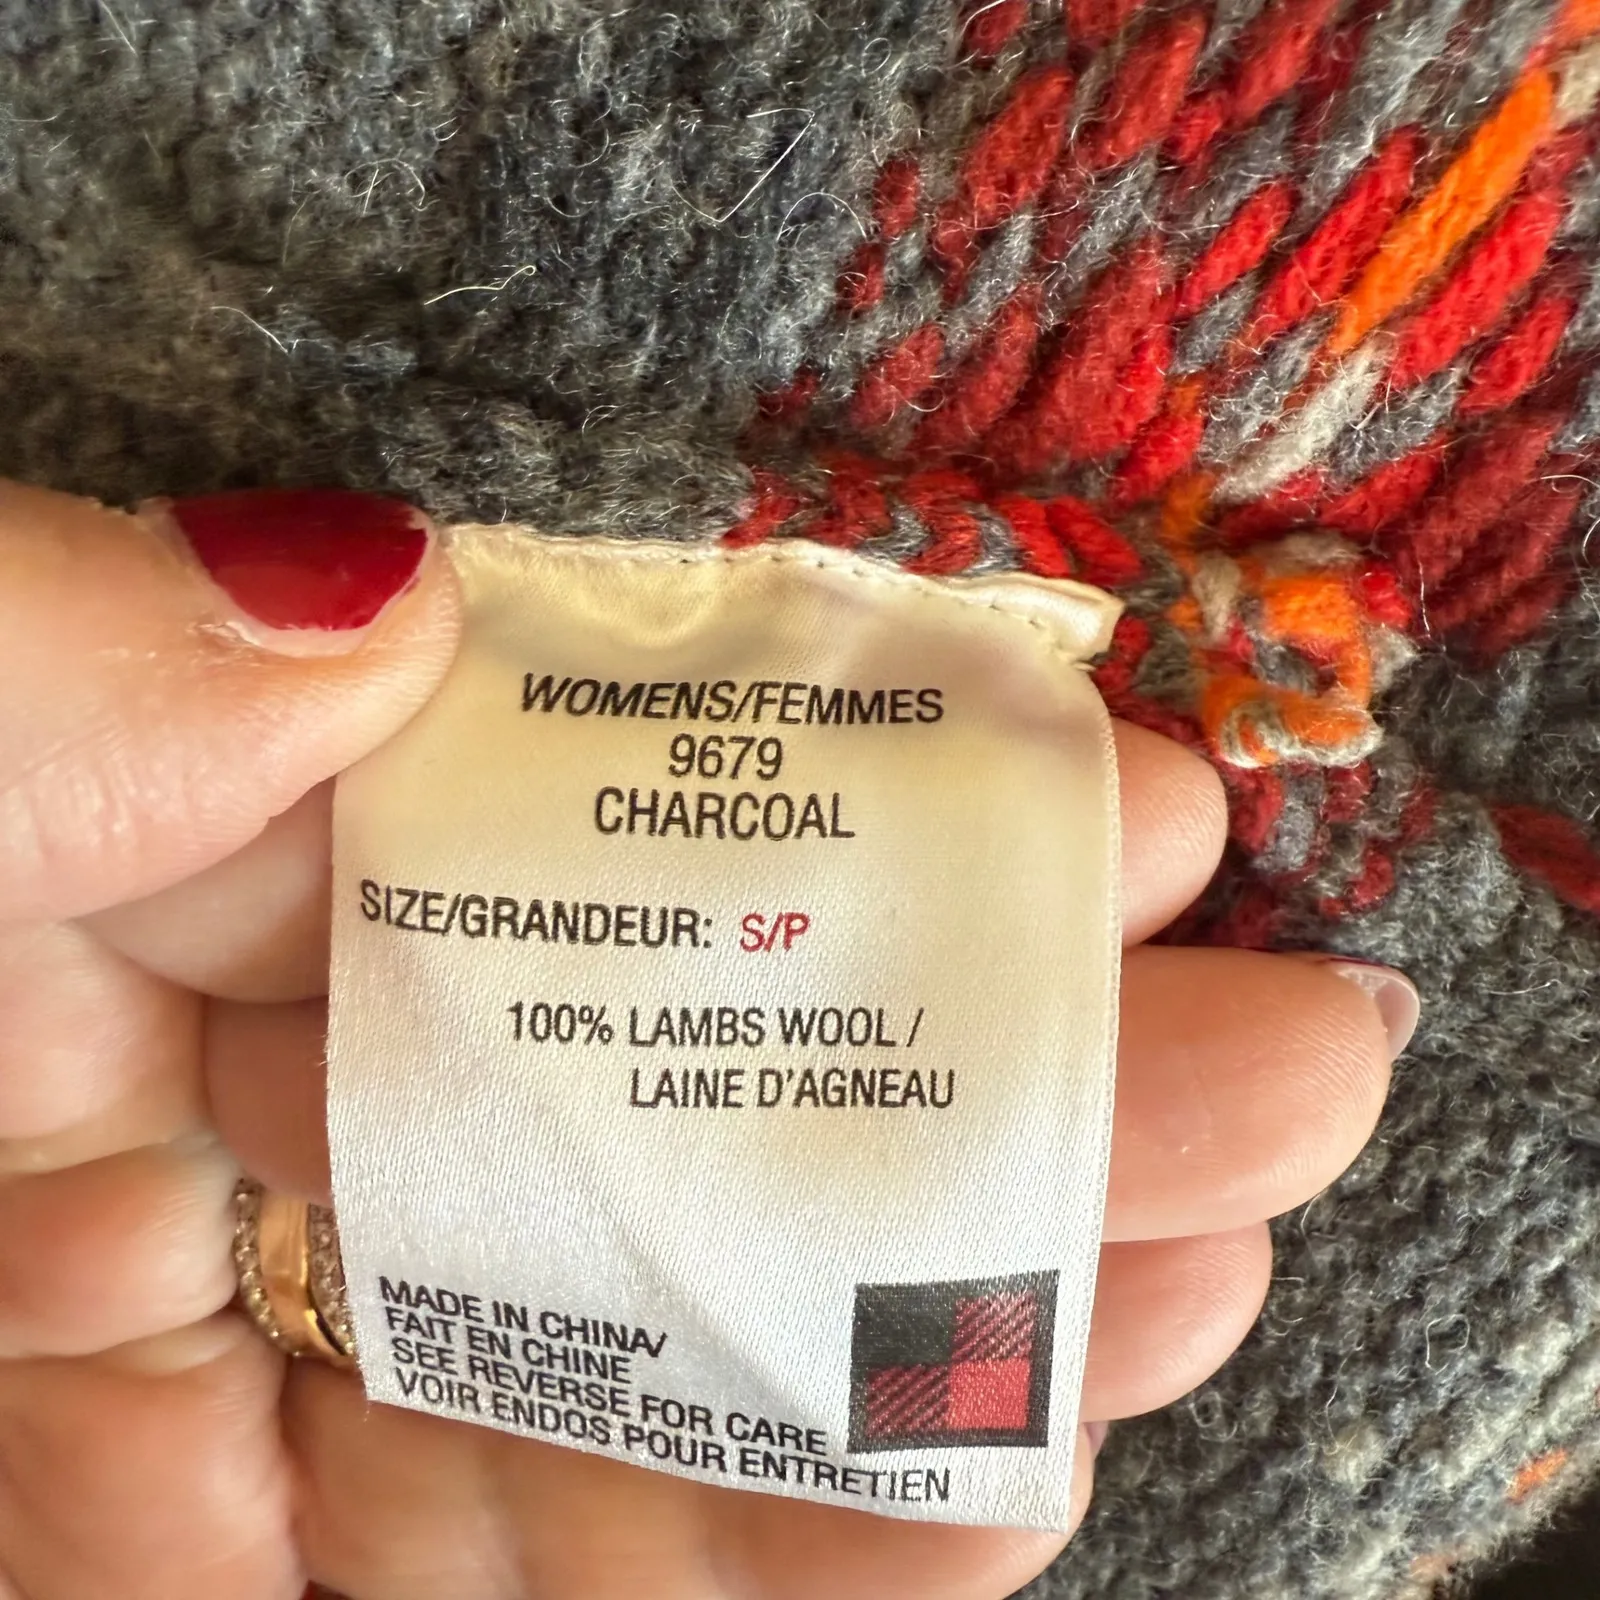 WOMENS/FEMMES
9679
CHARCOAL
SIZE/GRANDEUR: S/P
100% LAMBS WOOL /
LAINE D'AGNEAU
MADE IN CHINA/
FAIT EN CHINE
SEE REVERSE FOR CARE
VOIR ENDOS POUR ENTRETIEN